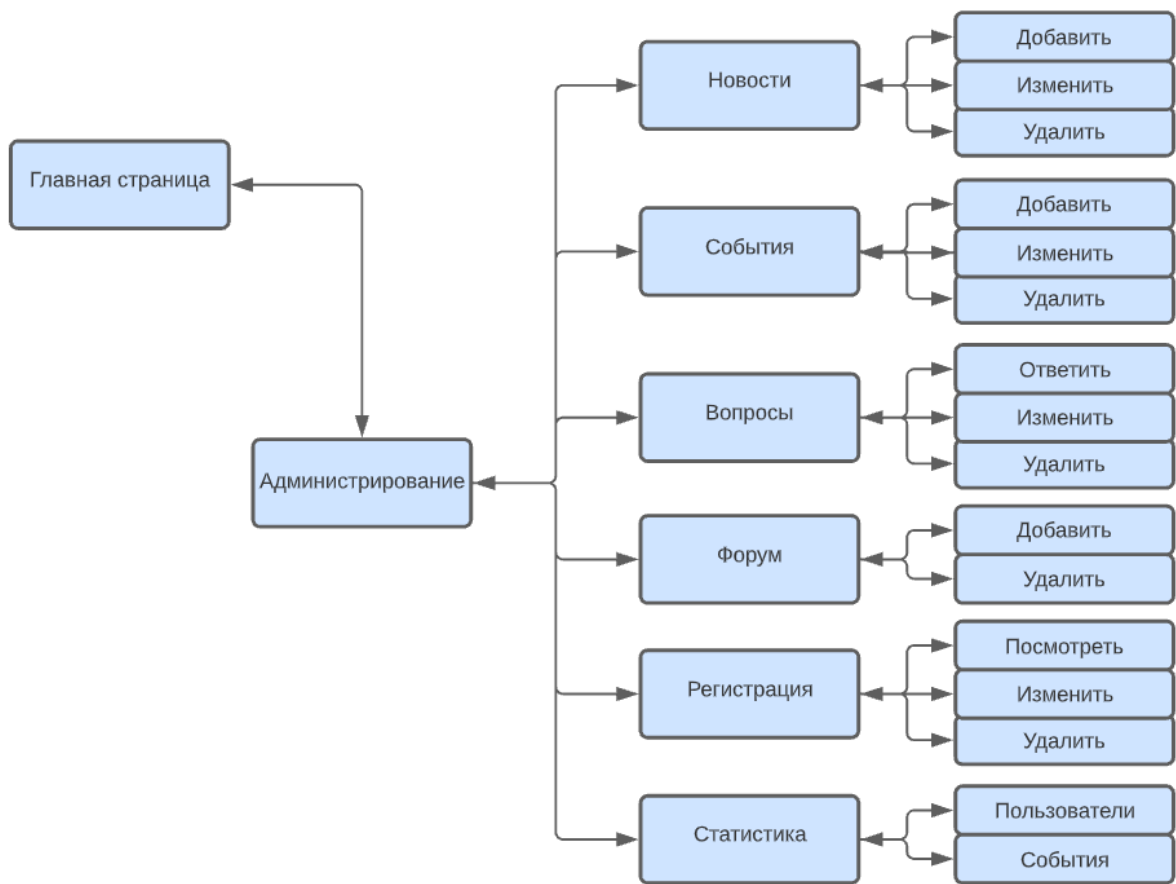 Главная страница
Администрирование
Новости
Добавить
Изменить
Удалить
События
Добавить
Изменить
Удалить
Вопросы
Ответить
Изменить
Удалить
Форум
Добавить
Удалить
Регистрация
Посмотреть
Изменить
Удалить
Статистика
Пользователи
События